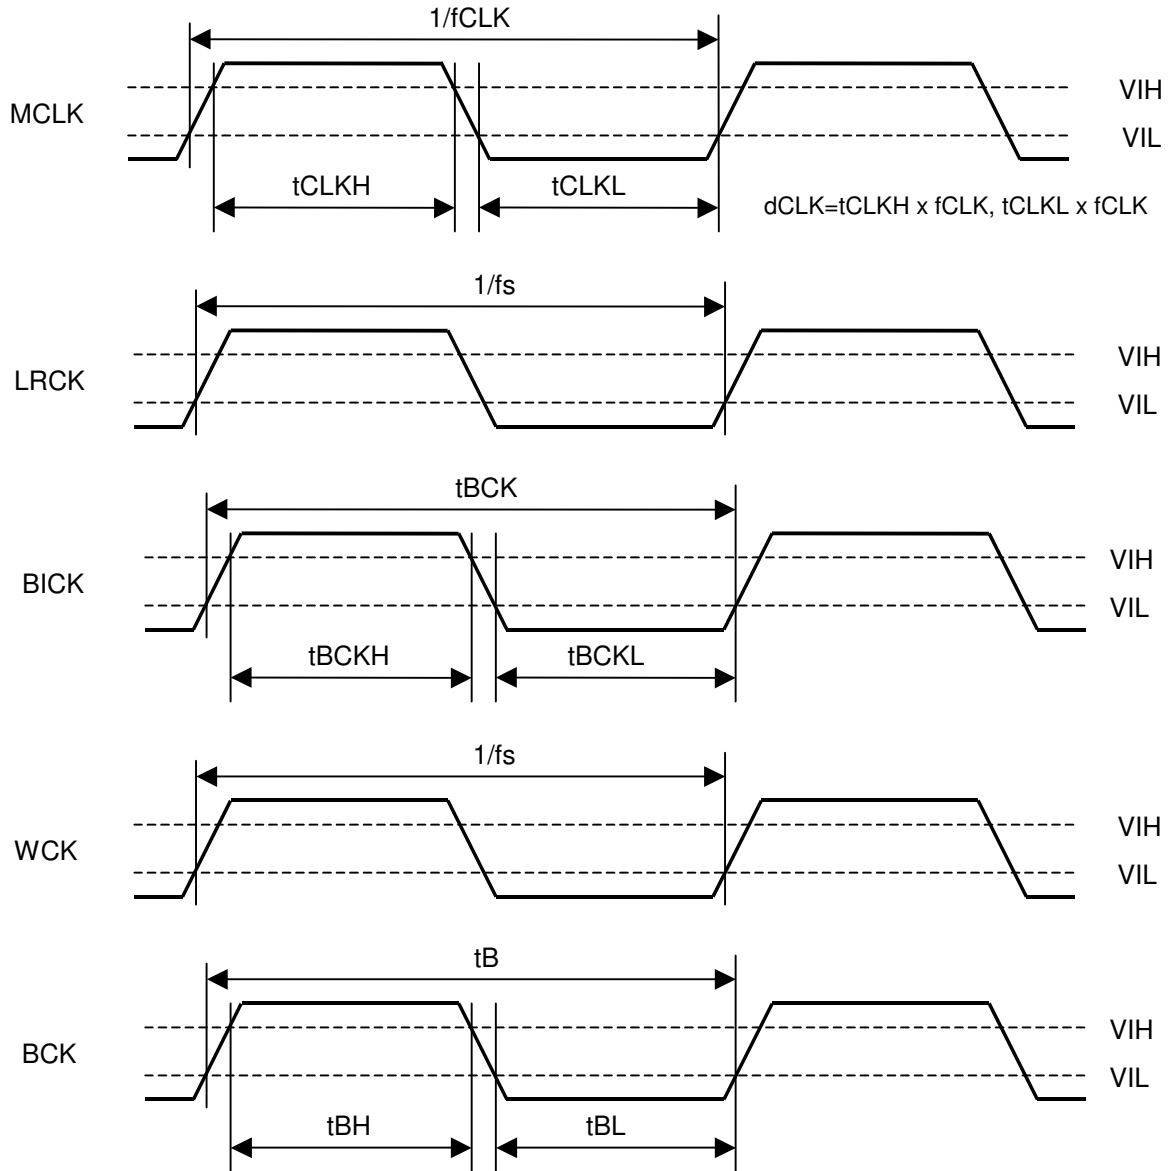 1/fCLK
MCLK
VIH
VIL
tCLKH
tCLKL
dCLK=tCLKH x fCLK, tCLKL x fCLK
1/fs
LRCK
VIH
VIL
tBCK
BICK
VIH
VIL
tBCKH
tBCKL
1/fs
WCK
VIH
VIL
tB
BCK
VIH
VIL
tBH
tBL